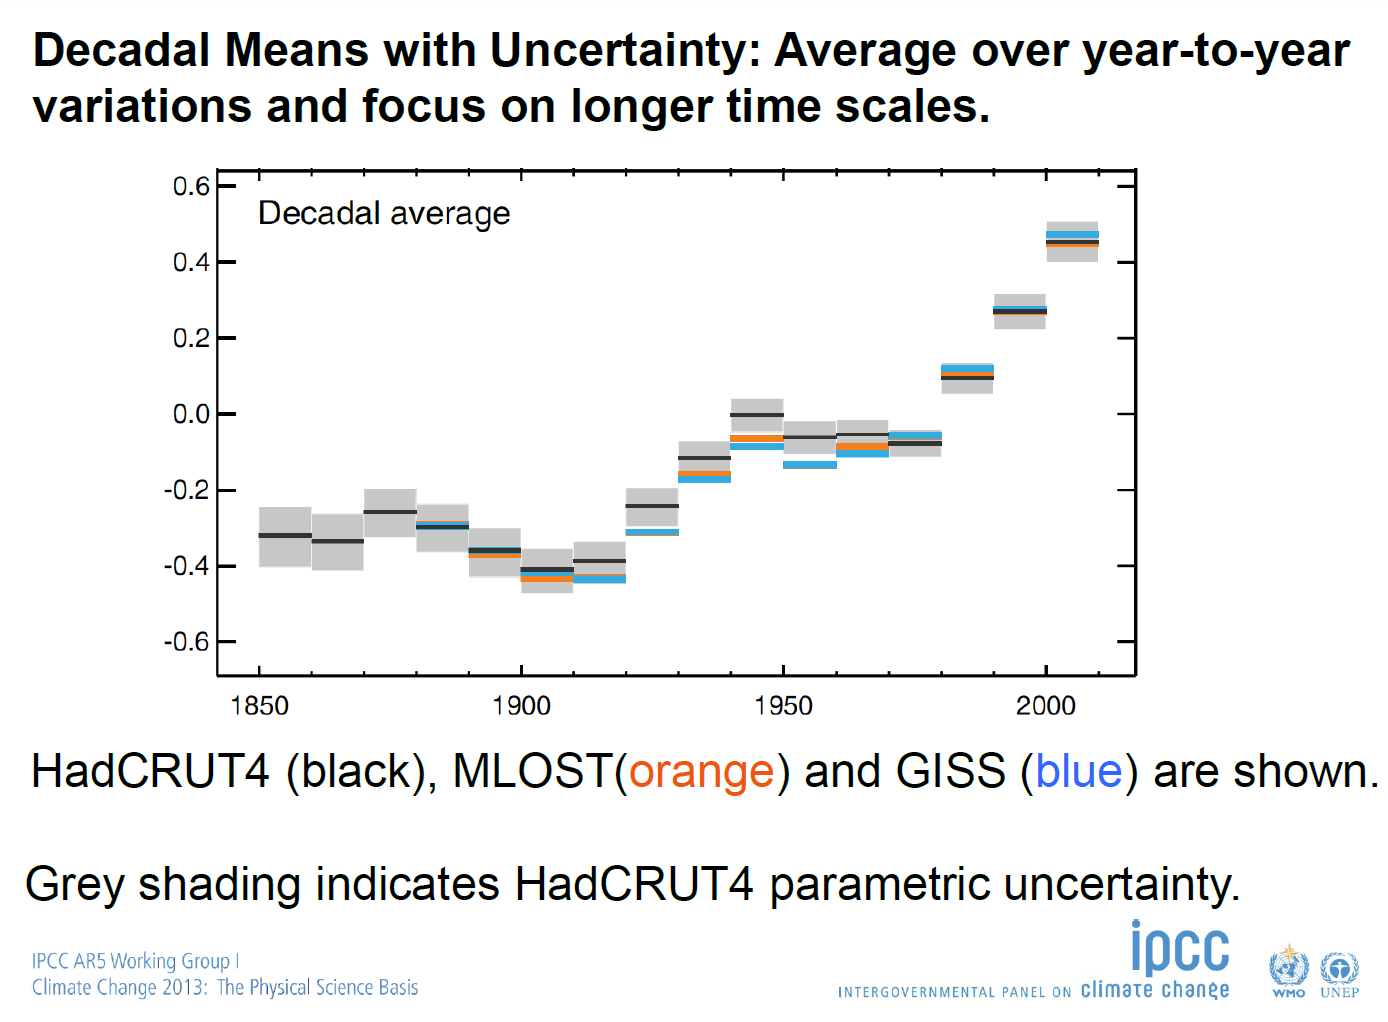 Decadal Means with Uncertainty: Average over year-to-year
variations and focus on longer time scales.
Decadal average
0.6
0.4
0.2
0.0
-0.2
-0.4
-0.6
1850 1900 1950 2000
HadCRUT4 (black), MLOST(orange) and GISS (blue) are shown.
Grey shading indicates HadCRUT4 parametric uncertainty.
IPCC AR5 Working Group I
Climate Change 2013: The Physical Science Basis
ipcc
INTERGOVERNMENTAL PANEL ON climate change
WMO
UNEP